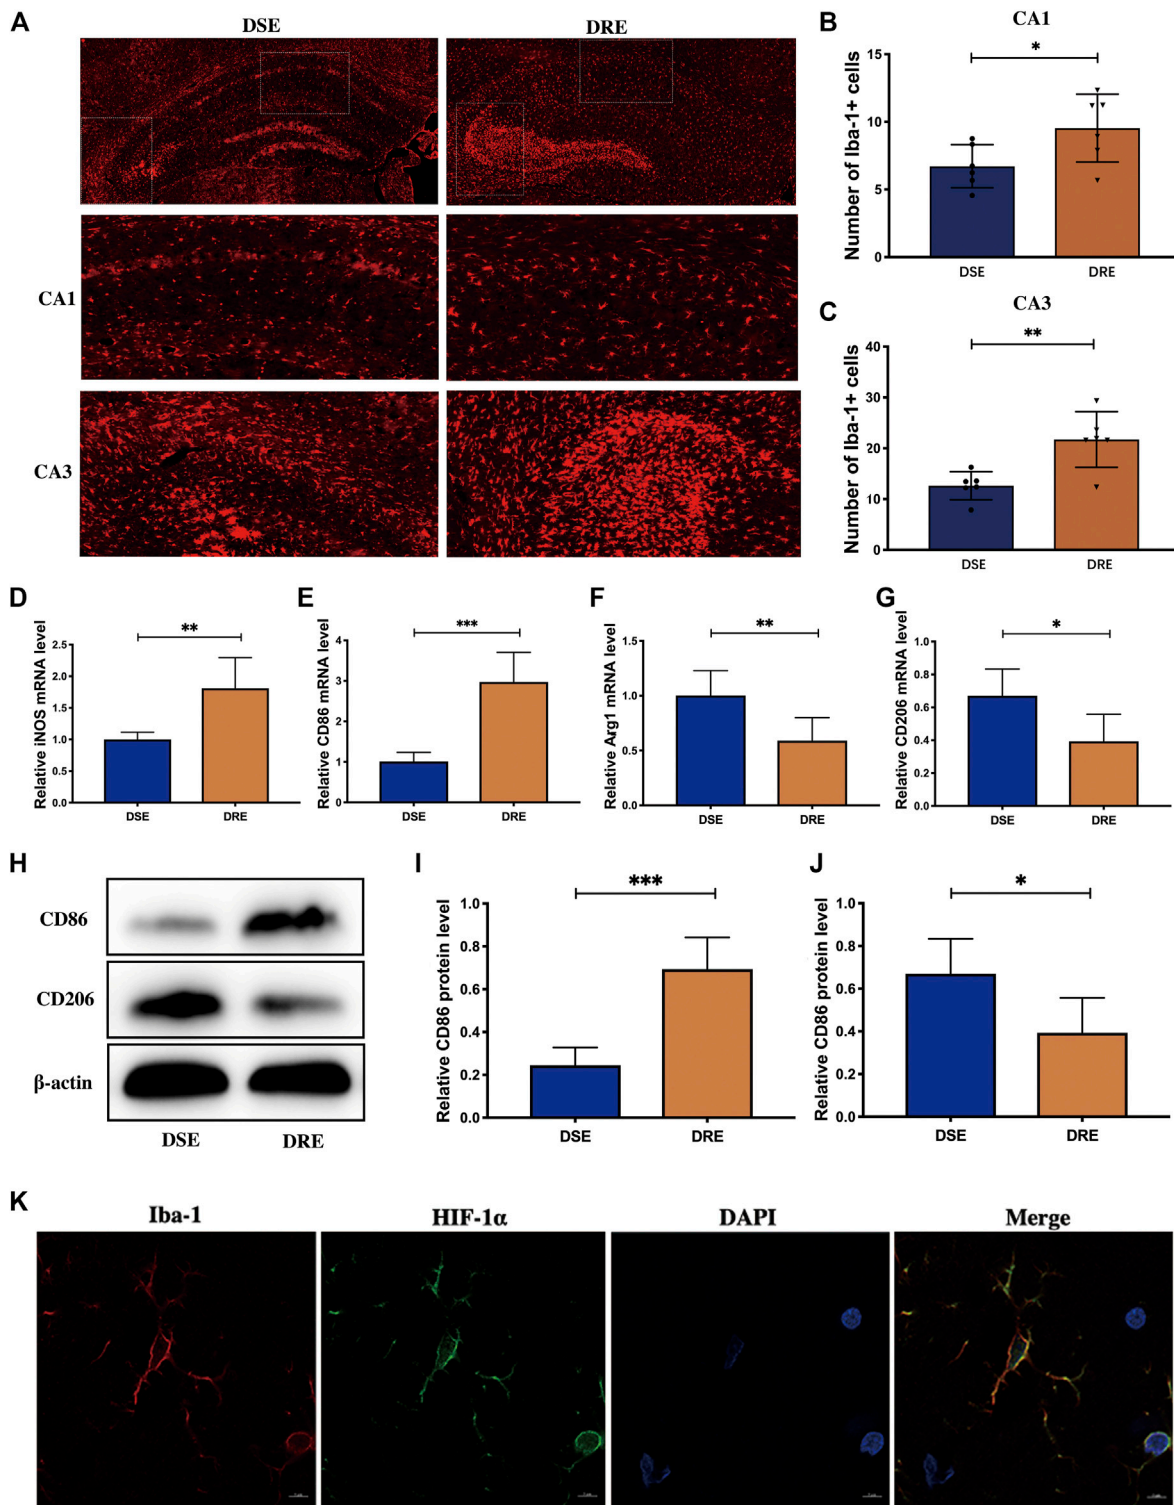 A
DSE
DRE
CA1
CA3
B
CA1
*
Number of Iba-1+ cells
15
10
5
0
DSE
DRE
C
CA3
**
Number of Iba-1+ cells
40
30
20
10
0
DSE
DRE
D
**
Relative iNOS mRNA level
2.5
2.0
1.5
1.0
0.5
0.0
DSE
DRE
E
***
Relative CD86 mRNA level
4
3
2
1
0
DSE
DRE
F
**
Relative Arg1 mRNA level
1.5
1.0
0.5
0.0
DSE
DRE
G
*
Relative CD206 mRNA level
1.0
0.8
0.6
0.4
0.2
0.0
DSE
DRE
H
CD86
CD206
β-actin
DSE
DRE
I
***
Relative CD86 protein level
1.0
0.8
0.6
0.4
0.2
0.0
DSE
DRE
J
*
Relative CD86 protein level
1.0
0.8
0.6
0.4
0.2
0.0
DSE
DRE
K
Iba-1
HIF-1α
DAPI
Merge